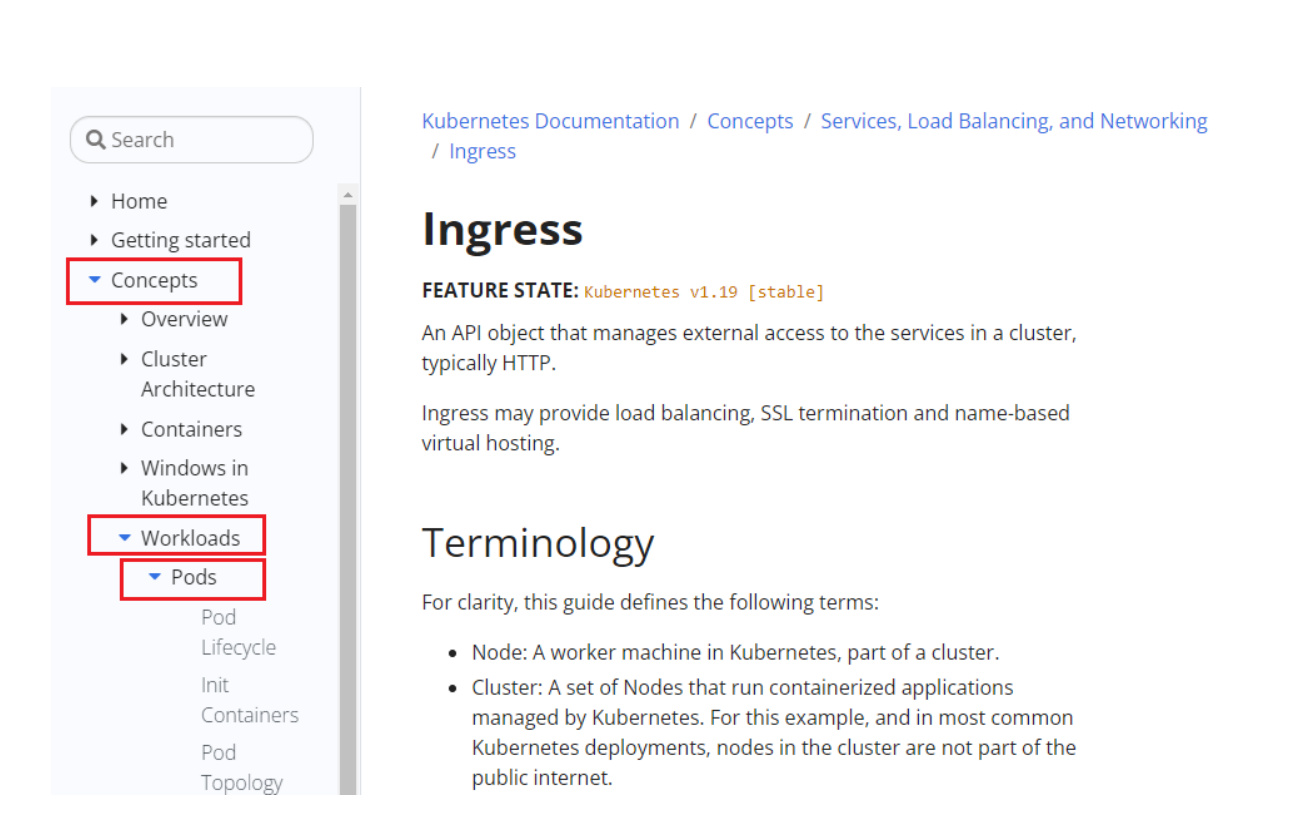 Search
Home
Getting started
Concepts
Overview
Cluster
Architecture
Containers
Windows in
Kubernetes
Workloads
Pods
Pod
Lifecycle
Init
Containers
Pod
Topology
Kubernetes Documentation / Concepts / Services, Load Balancing, and Networking
/ Ingress
Ingress
FEATURE STATE: Kubernetes v1.19 [stable]
An API object that manages external access to the services in a cluster,
typically HTTP.
Ingress may provide load balancing, SSL termination and name-based
virtual hosting.
Terminology
For clarity, this guide defines the following terms:
• Node: A worker machine in Kubernetes, part of a cluster.
• Cluster: A set of Nodes that run containerized applications
managed by Kubernetes. For this example, and in most common
Kubernetes deployments, nodes in the cluster are not part of the
public internet.